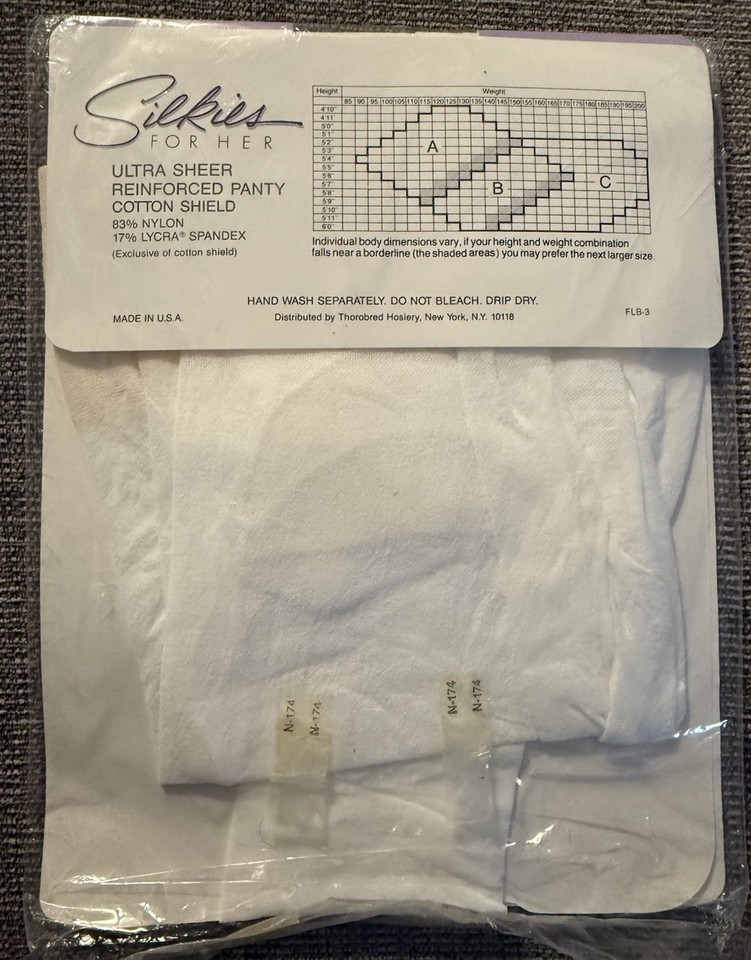 Silkies
FOR HER
ULTRA SHEER
REINFORCED PANTY
COTTON SHIELD
83% NYLON
17% LYCRA® SPANDEX
(Exclusive of cotton shield)
MADE IN U.S.A.
Height Weight
85 90 95 100 105 110 115 120 125 130 135 140 145 150 155 160 165 170 175 180 185 190 195 200
4'10"
4'11"
5'0"
5'1"
5'2"
5'3"
5'4"
5'5"
5'6"
5'7"
5'8"
5'9"
5'10"
5'11"
6'0"
A
B
C
Individual body dimensions vary, if your height and weight combination
falls near a borderline (the shaded areas) you may prefer the next larger size.
HAND WASH SEPARATELY. DO NOT BLEACH. DRIP DRY.
Distributed by Thorobred Hosiery, New York, N.Y. 10118
FLB-3
N-174
N-174
N-174
N-174